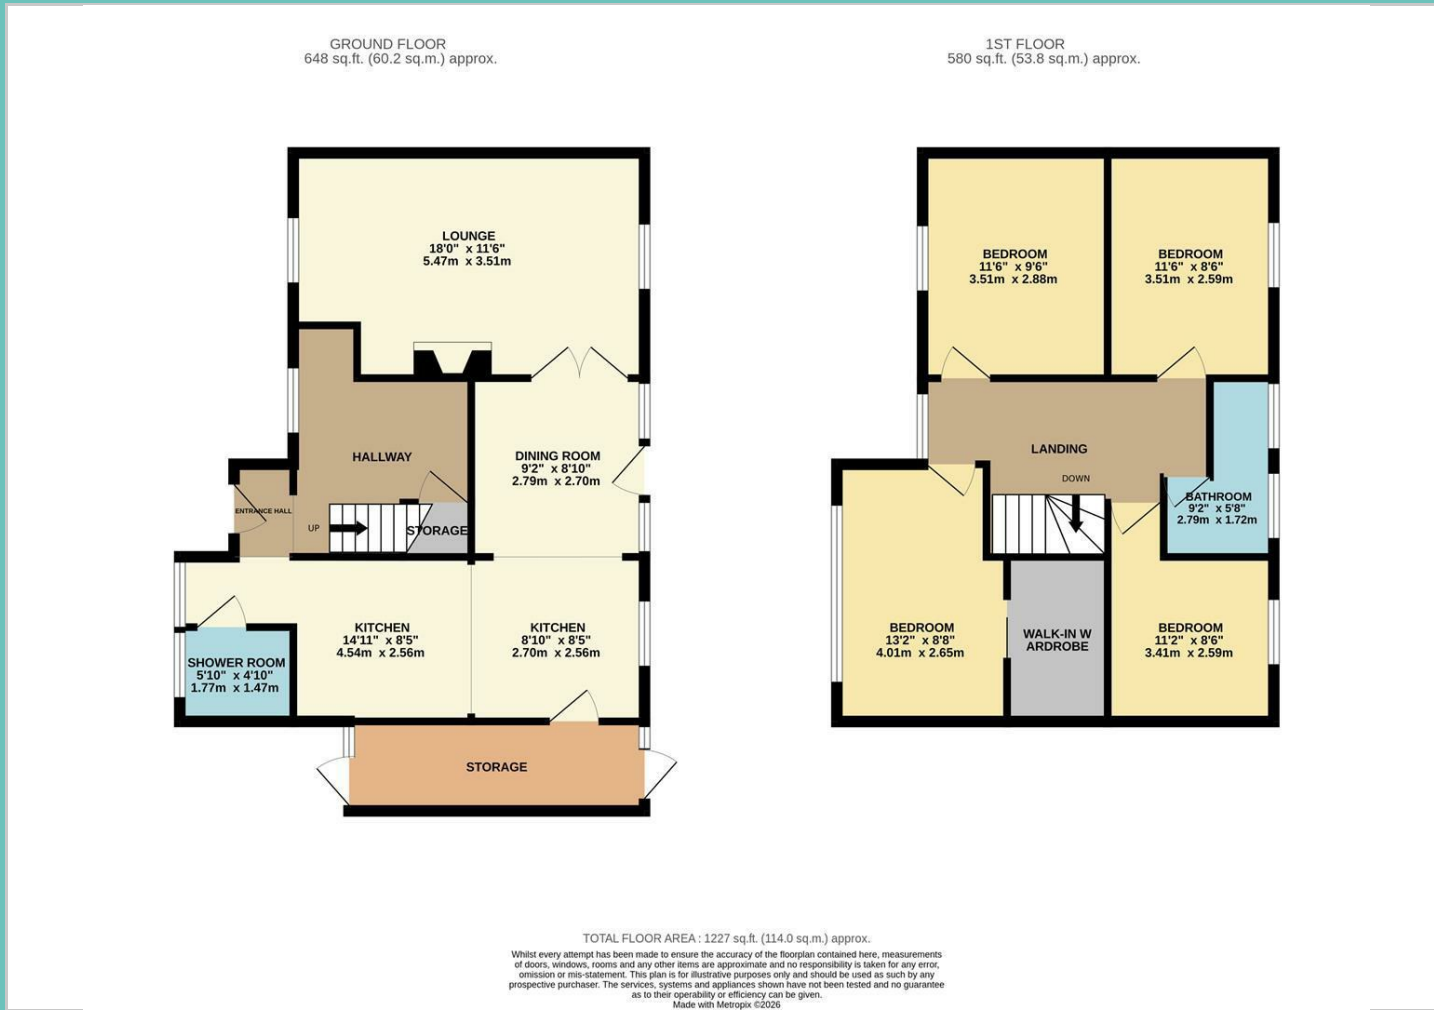 GROUND FLOOR
648 sq.ft. (60.2 sq.m.) approx.
1ST FLOOR
580 sq.ft. (53.8 sq.m.) approx.
LOUNGE
18'0" x 11'6"
5.47m x 3.51m
HALLWAY
DINING ROOM
9'2" x 8'10"
2.79m x 2.70m
ENTRANCE HALL
UP
STORAGE
KITCHEN
14'11" x 8'5"
4.54m x 2.56m
KITCHEN
8'10" x 8'5"
2.70m x 2.56m
SHOWER ROOM
5'10" x 4'10"
1.77m x 1.47m
STORAGE
BEDROOM
11'6" x 9'6"
3.51m x 2.88m
BEDROOM
11'6" x 8'6"
3.51m x 2.59m
LANDING
DOWN
BATHROOM
9'2" x 5'8"
2.79m x 1.72m
BEDROOM
13'2" x 8'8"
4.01m x 2.65m
WALK-IN W
ARDROBE
BEDROOM
11'2" x 8'6"
3.41m x 2.59m
TOTAL FLOOR AREA : 1227 sq.ft. (114.0 sq.m.) approx.
Whilst every attempt has been made to ensure the accuracy of the floorplan contained here, measurements
of doors, windows, rooms and any other items are approximate and no responsibility is taken for any error,
omission or mis-statement. This plan is for illustrative purposes only and should be used as such by any
prospective purchaser. The services, systems and appliances shown have not been tested and no guarantee
as to their operability or efficiency can be given.
Made with Metropix ©2026